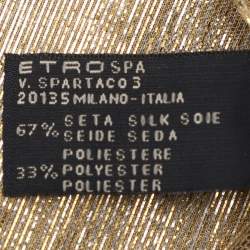 ETRO SPA
V. SPARTACO 3
20135 MILANO - ITALIA
67% SETA SILK SOIE
SEIDE SEDA
POLIESTERE
33% POLYESTER
POLIESTER